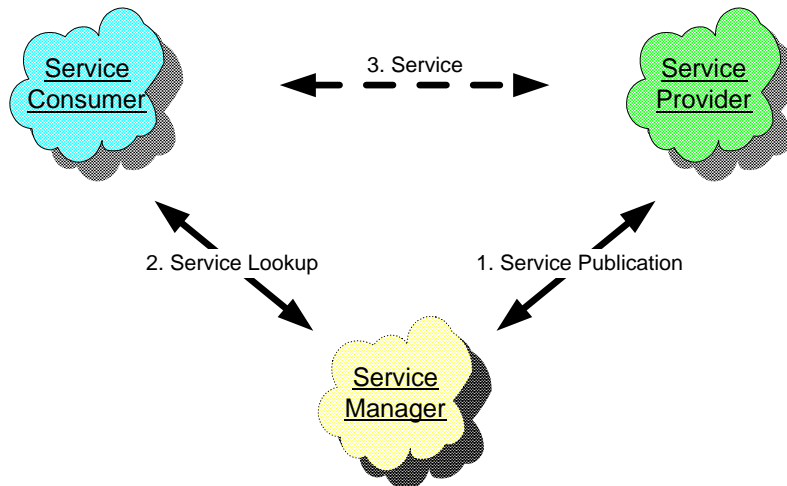 Service
Consumer
3. Service
Service
Provider
2. Service Lookup
1. Service Publication
Service
Manager